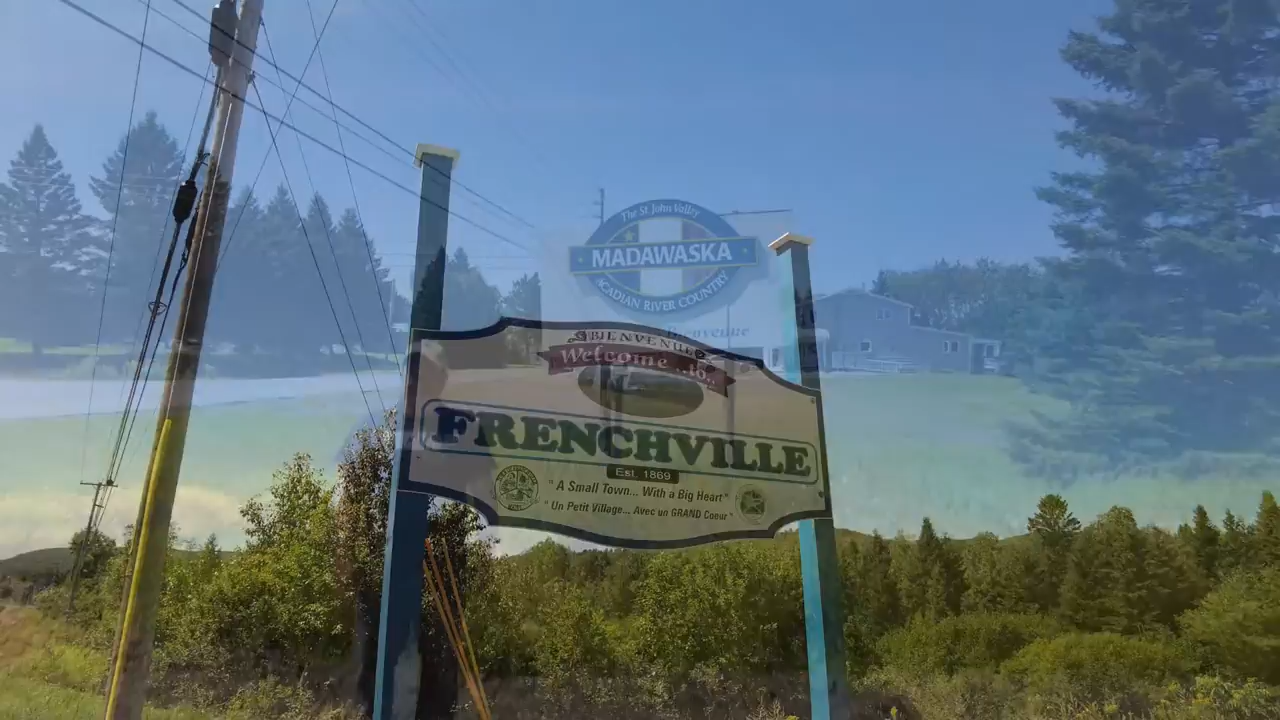 The St John Valley
MADAWASKA
ACADIAN RIVER COUNTRY
Bienvenue
BIENVENUE
Welcome ..to..
FRENCHVILLE
Est. 1869
"A Small Town... With a Big Heart"
"Un Petit Village... Avec un GRAND Coeur"